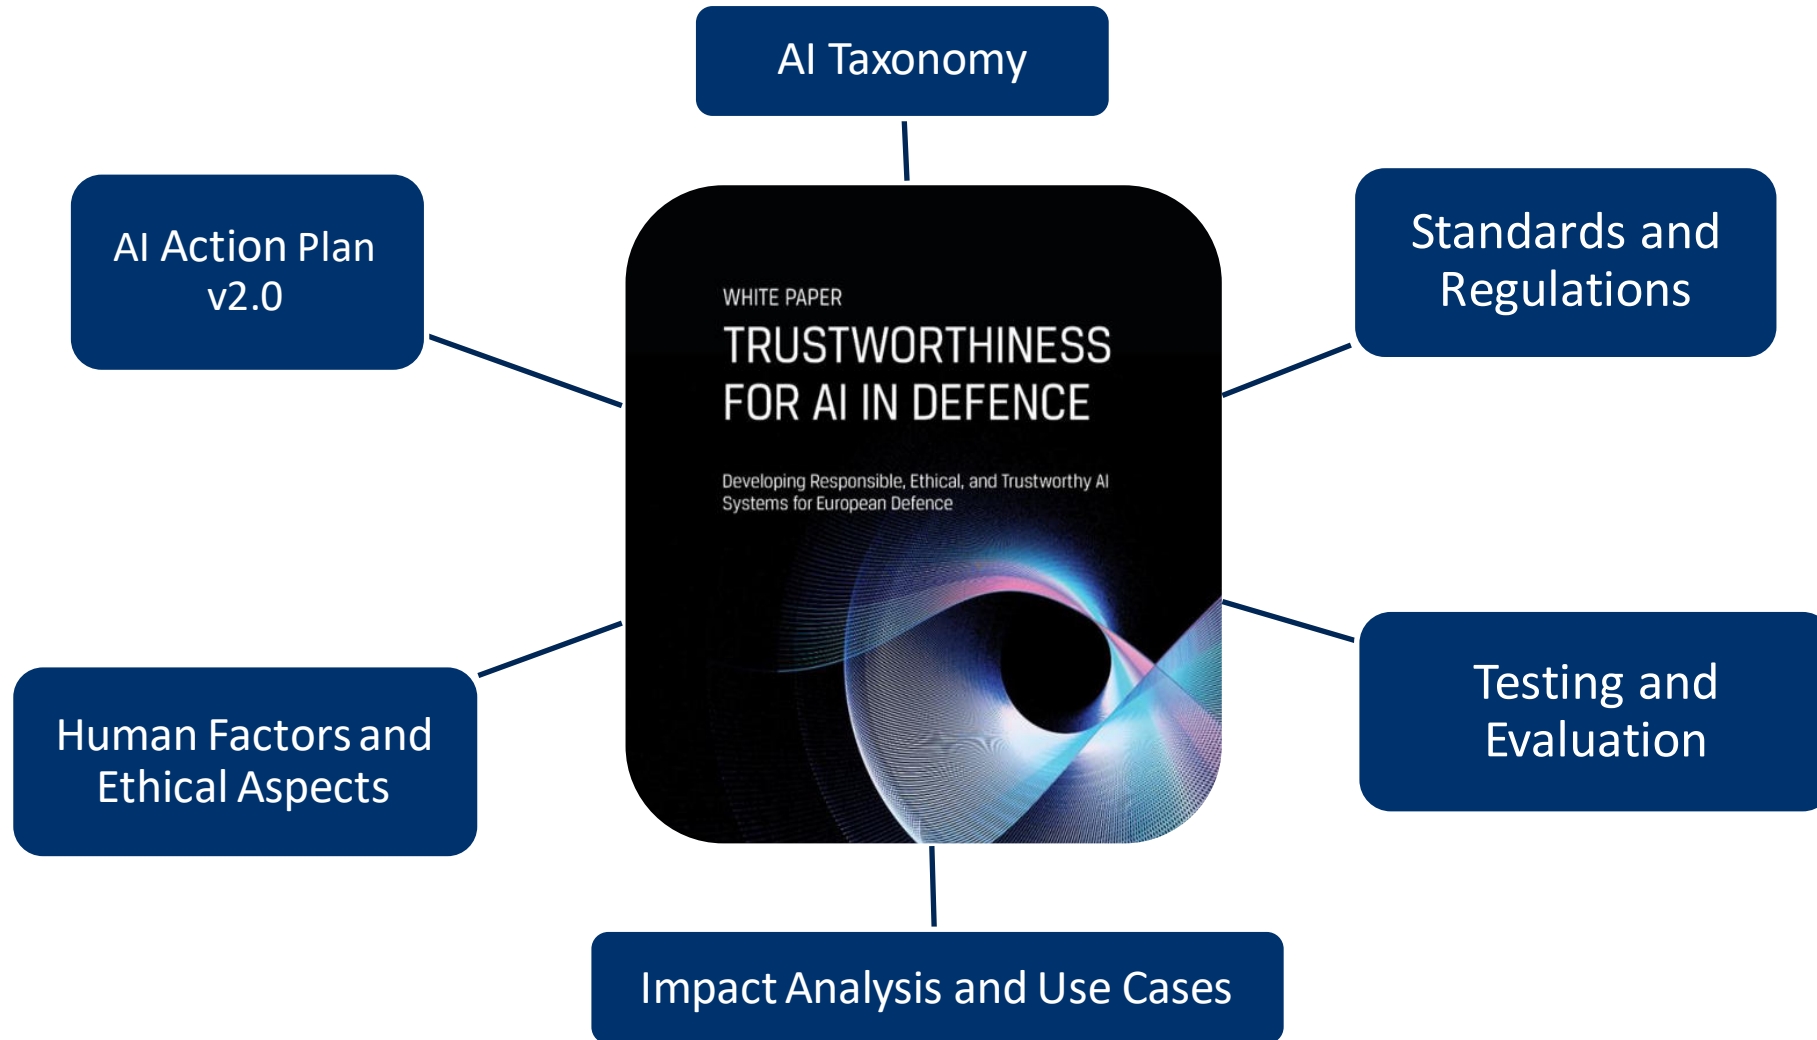 AI Taxonomy
AI Action Plan
v2.0
Standards and
Regulations
WHITE PAPER
TRUSTWORTHINESS
FOR AI IN DEFENCE
Developing Responsible, Ethical, and Trustworthy AI
Systems for European Defence
Human Factors and
Ethical Aspects
Testing and
Evaluation
Impact Analysis and Use Cases